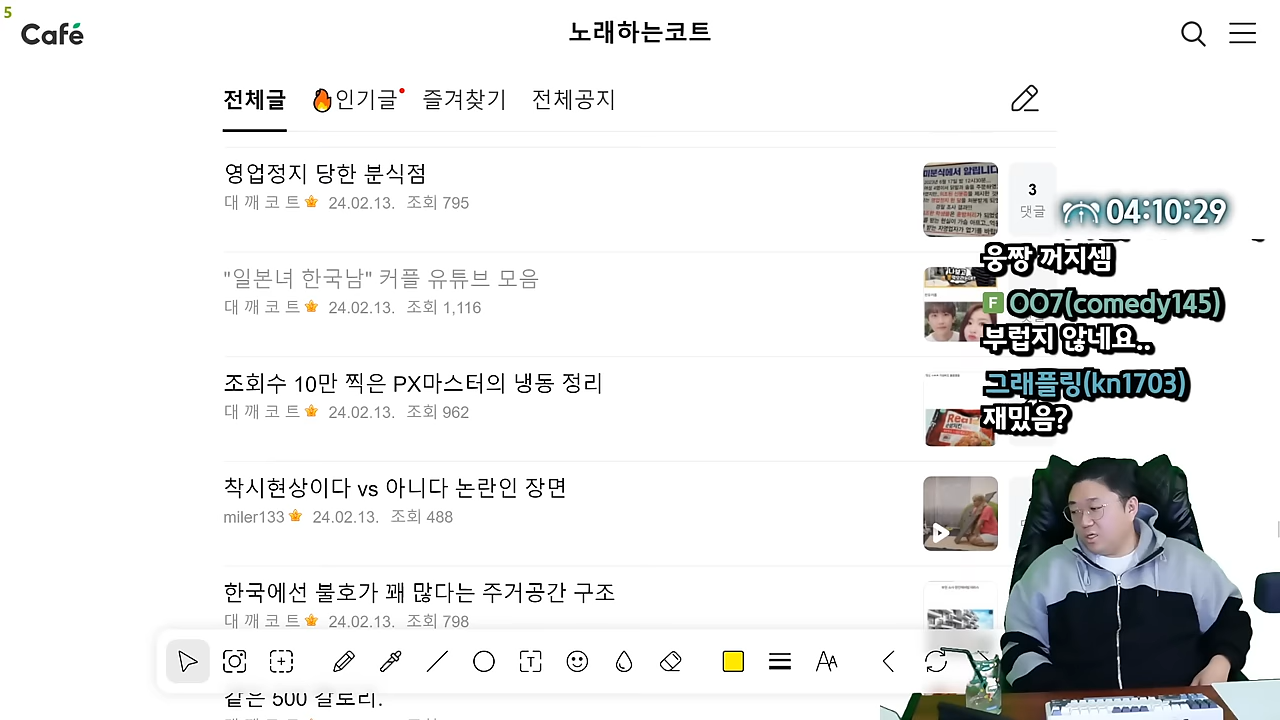 5
Café
노래하는코트
전체글 인기글 즐겨찾기 전체공지
영업정지 당한 분식점
대 깨 코 트 24.02.13. 조회 795
3
댓글
04:10:29
웅짱 꺼지셈
"일본녀 한국남" 커플 유튜브 모음
대 깨 코 트 24.02.13. 조회 1,116
F OO7(comedy145)
부럽지 않네요..
조회수 10만 찍은 PX마스터의 냉동 정리
대 깨 코 트 24.02.13. 조회 962
그래플링(kn1703)
재밌음?
착시현상이다 vs 아니다 논란인 장면
miler133 24.02.13. 조회 488
한국에선 불호가 꽤 많다는 주거공간 구조
대 깨 코 트 24.02.13. 조회 798
같은 500 칼로리.